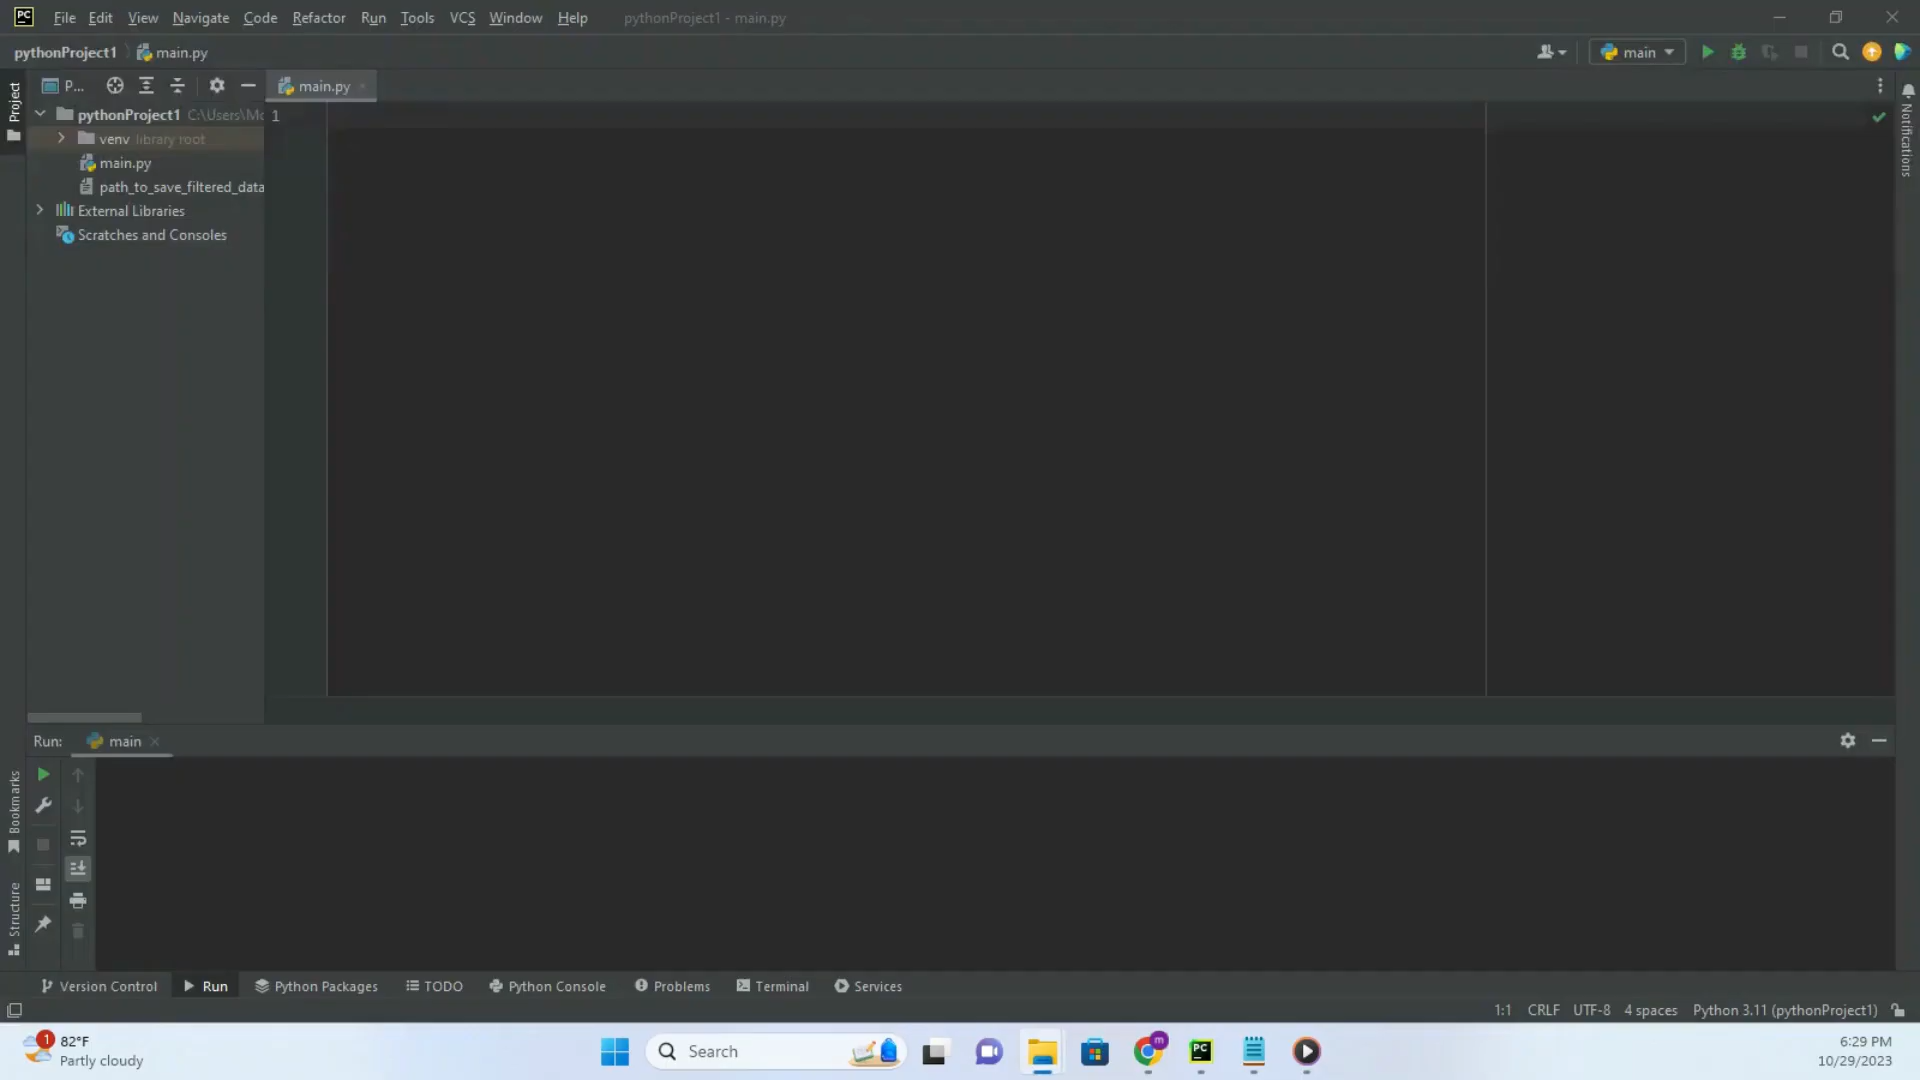 PC File Edit View Navigate Code Refactor Run Tools VCS Window Help pythonProject1 - main.py
pythonProject1 main.py main
Project P... main.py
pythonProject1 C:\Users\Mc 1
venv library root
main.py
path_to_save_filtered_data
External Libraries
Scratches and Consoles
Notifications
Run: main
Bookmarks
Structure
Version Control Run Python Packages TODO Python Console Problems Terminal Services
1:1 CRLF UTF-8 4 spaces Python 3.11 (pythonProject1)
1 82°F
Partly cloudy
Search
m
PC
6:29 PM
10/29/2023